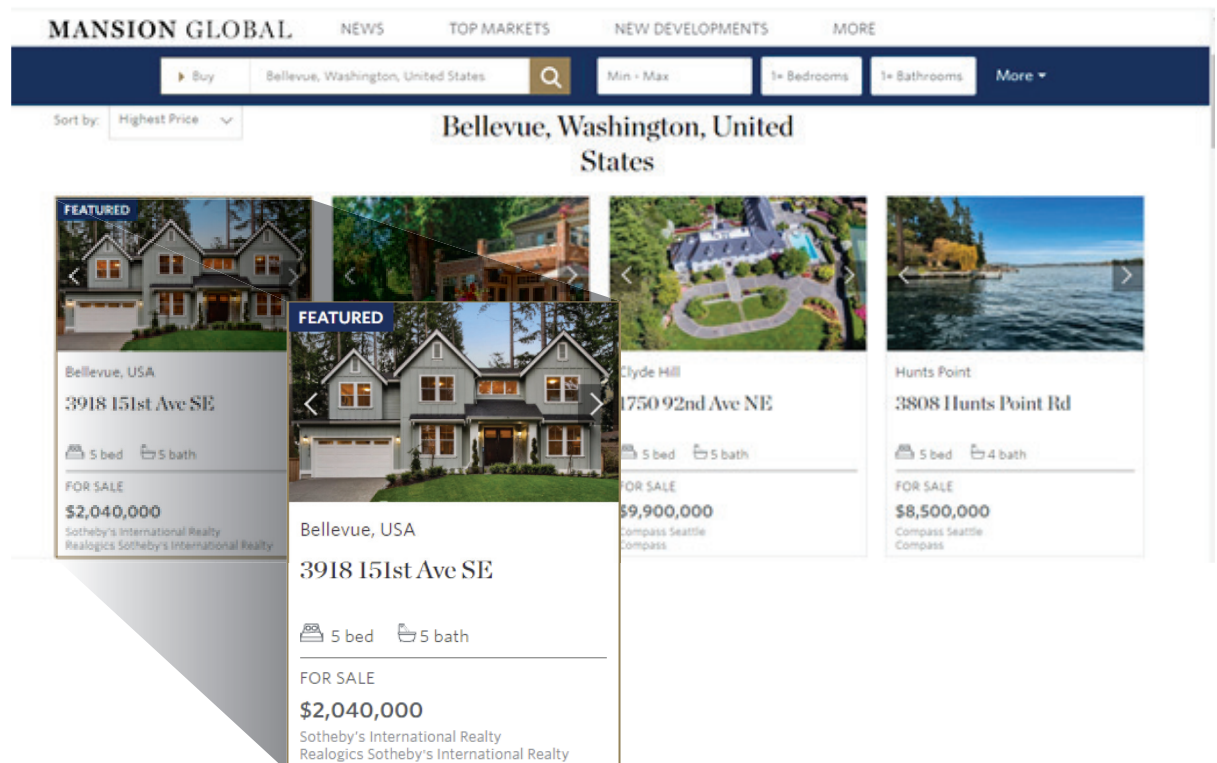 MANSION GLOBAL NEWS TOP MARKETS NEW DEVELOPMENTS MORE
Buy Bellevue, Washington, United States Min - Max 1+ Bedrooms 1+ Bathrooms More
Sort by: Highest Price
Bellevue, Washington, United
States
FEATURED
Bellevue, USA
3918 151st Ave SE
5 bed 5 bath
FOR SALE
$2,040,000
Sotheby's International Realty
Realogics Sotheby's International Realty
FEATURED
Bellevue, USA
3918 151st Ave SE
5 bed 5 bath
FOR SALE
$2,040,000
Sotheby's International Realty
Realogics Sotheby's International Realty
Clyde Hill
1750 92nd Ave NE
5 bed 5 bath
FOR SALE
$9,900,000
Compass Seattle
Compass
Hunts Point
3808 Hunts Point Rd
5 bed 4 bath
FOR SALE
$8,500,000
Compass Seattle
Compass